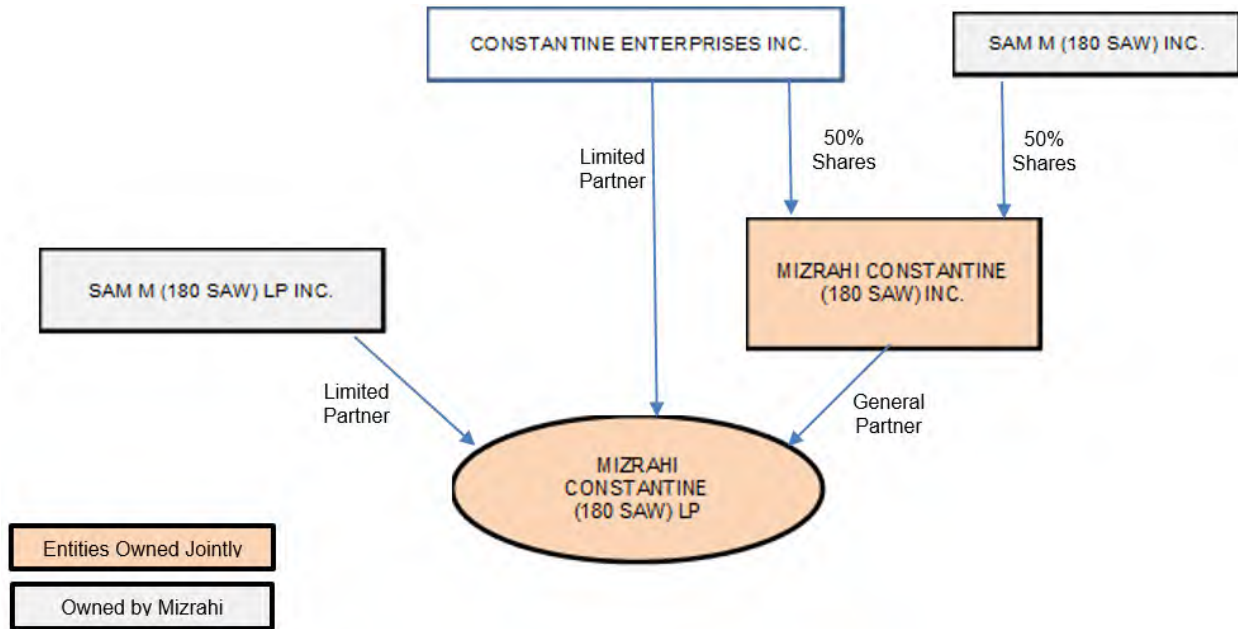 CONSTANTINE ENTERPRISES INC.
SAM M (180 SAW) INC.
Limited
Partner
50%
Shares
50%
Shares
SAM M (180 SAW) LP INC.
MIZRAHI CONSTANTINE
(180 SAW) INC.
Limited
Partner
General
Partner
MIZRAHI
CONSTANTINE
(180 SAW) LP
Entities Owned Jointly
Owned by Mizrahi